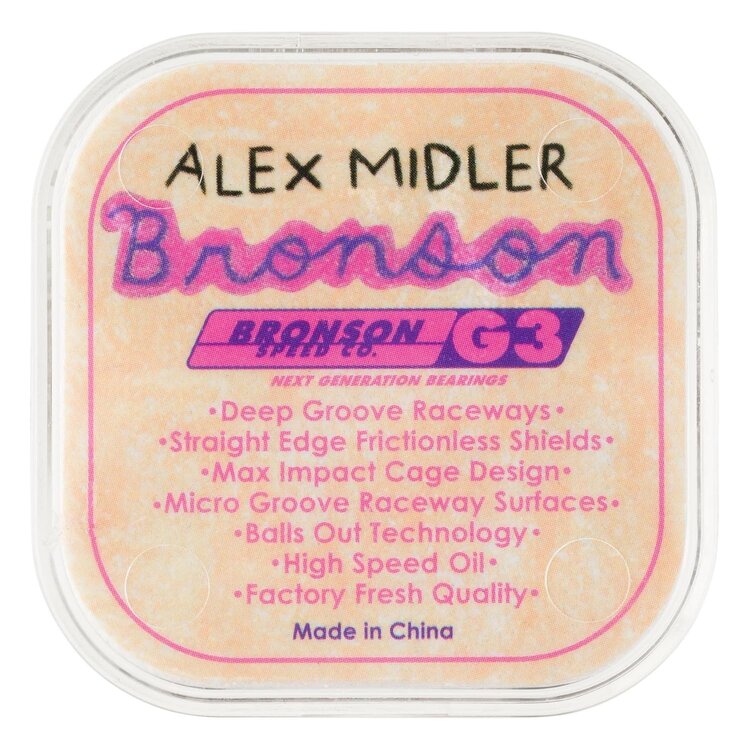 ALEX MIDLER
Bronson
BRONSON
SPEED CO.
G3
NEXT GENERATION BEARINGS
•Deep Groove Raceways•
•Straight Edge Frictionless Shields•
•Max Impact Cage Design•
•Micro Groove Raceway Surfaces•
•Balls Out Technology•
•High Speed Oil•
•Factory Fresh Quality•
Made in China